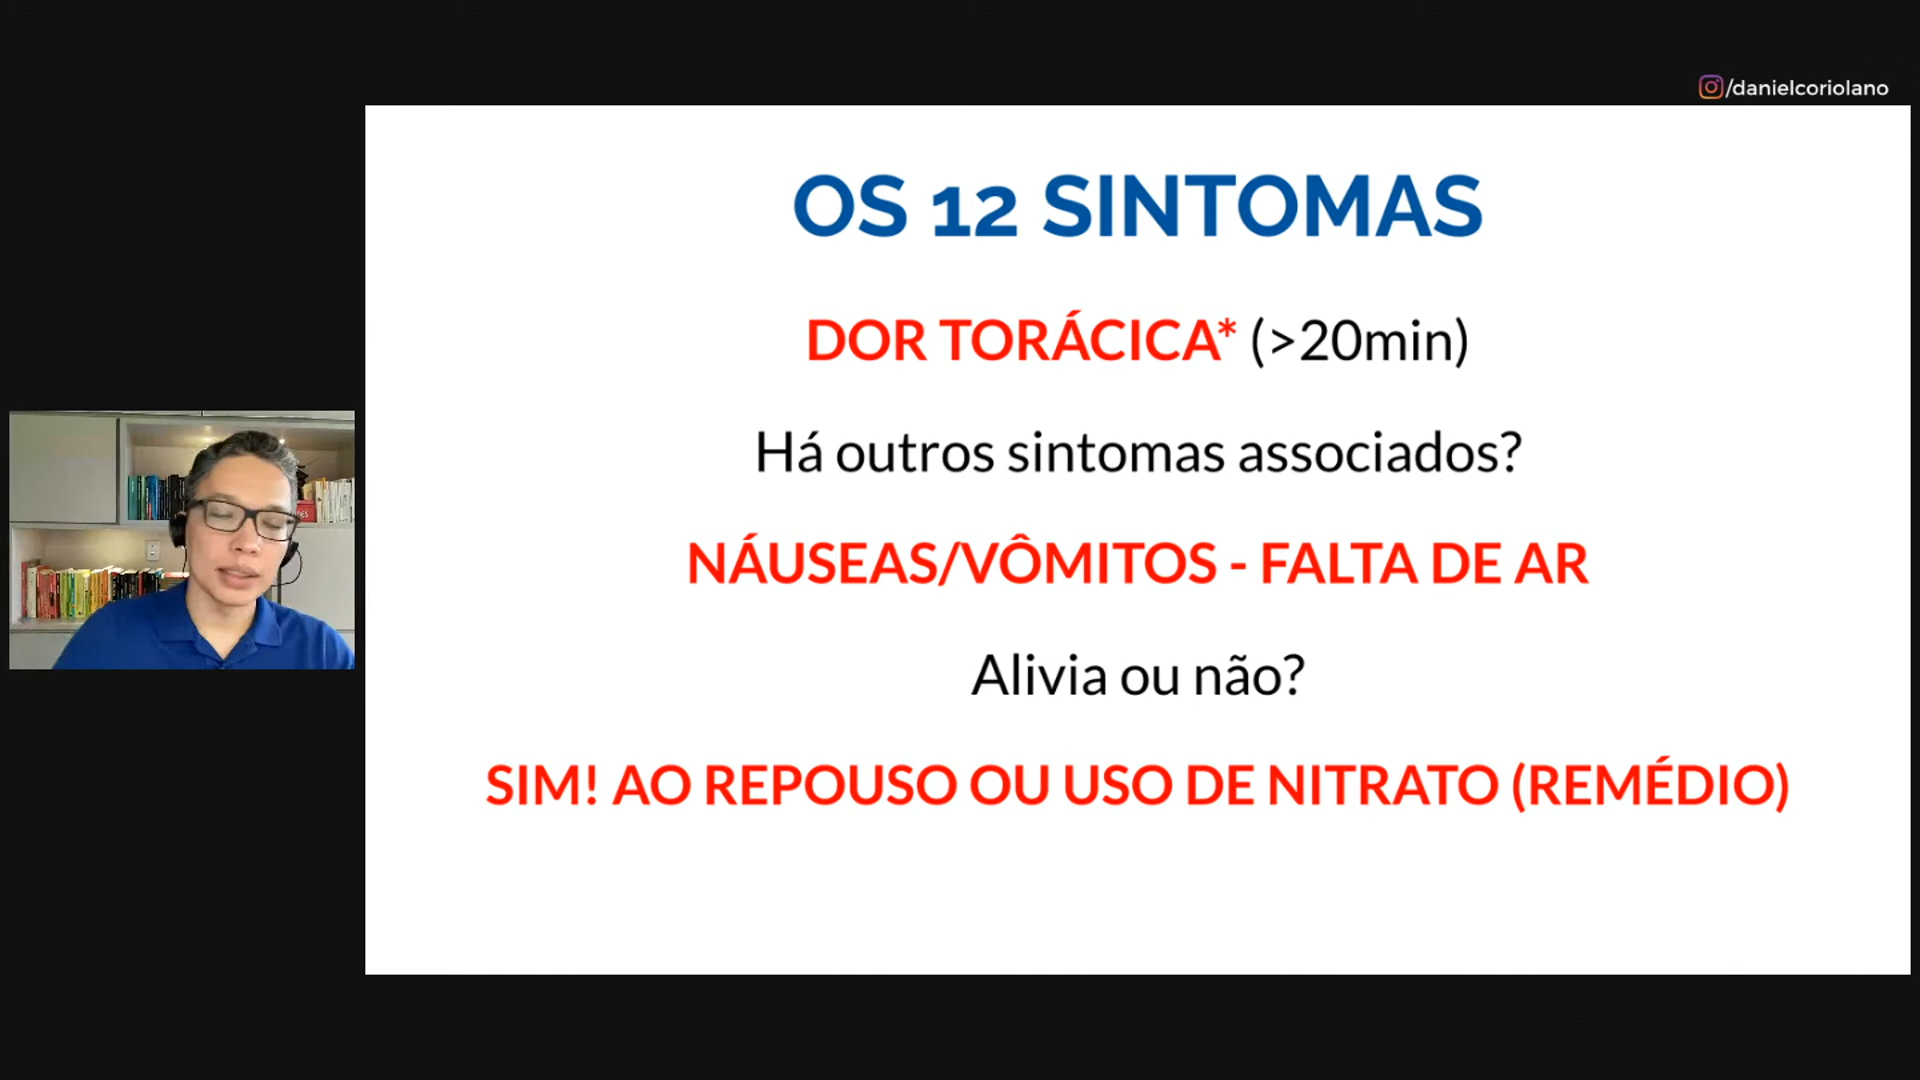 /danielcoriolano
OS 12 SINTOMAS
DOR TORÁCICA* (>20min)
Há outros sintomas associados?
NÁUSEAS/VÔMITOS - FALTA DE AR
Alivia ou não?
SIM! AO REPOUSO OU USO DE NITRATO (REMÉDIO)